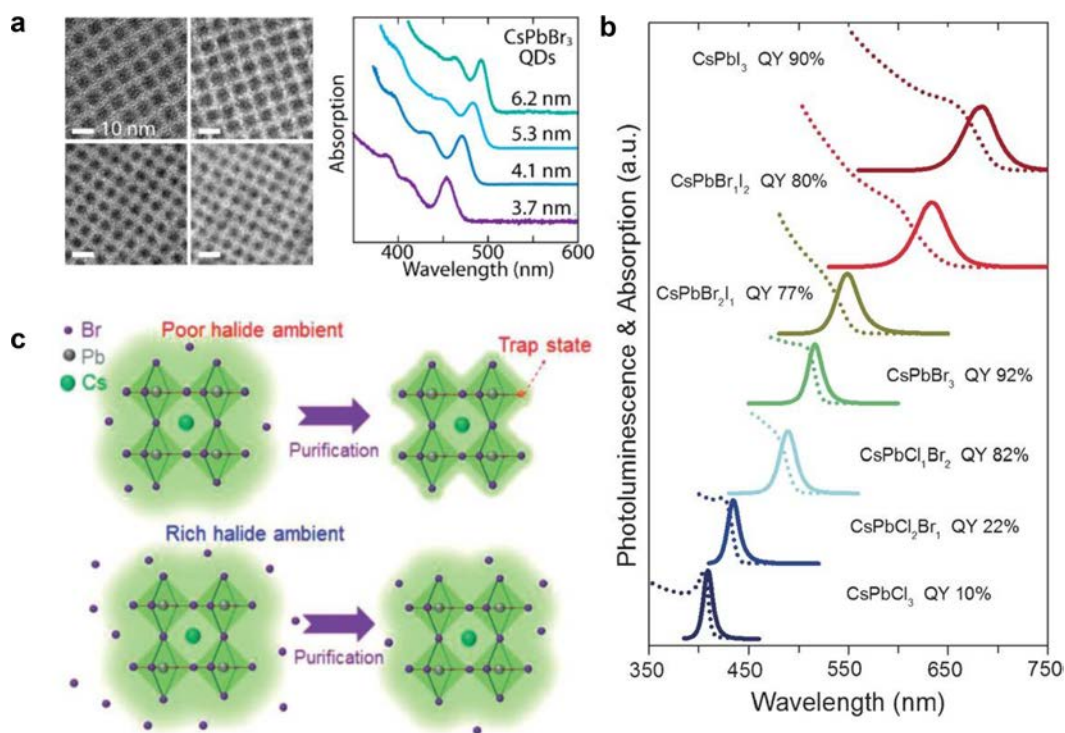 a
10 nm
CsPbBr₃
QDs
6.2 nm
5.3 nm
4.1 nm
3.7 nm
Absorption
400
500
600
Wavelength (nm)
b
CsPbI₃ QY 90%
CsPbBr₁I₂ QY 80%
CsPbBr₂I₁ QY 77%
CsPbBr₃ QY 92%
CsPbCl₁Br₂ QY 82%
CsPbCl₂Br₁ QY 22%
CsPbCl₃ QY 10%
Photoluminescence & Absorption (a.u.)
350
450
550
650
750
Wavelength (nm)
c
Br
Pb
Cs
Poor halide ambient
Trap state
Purification
Rich halide ambient
Purification